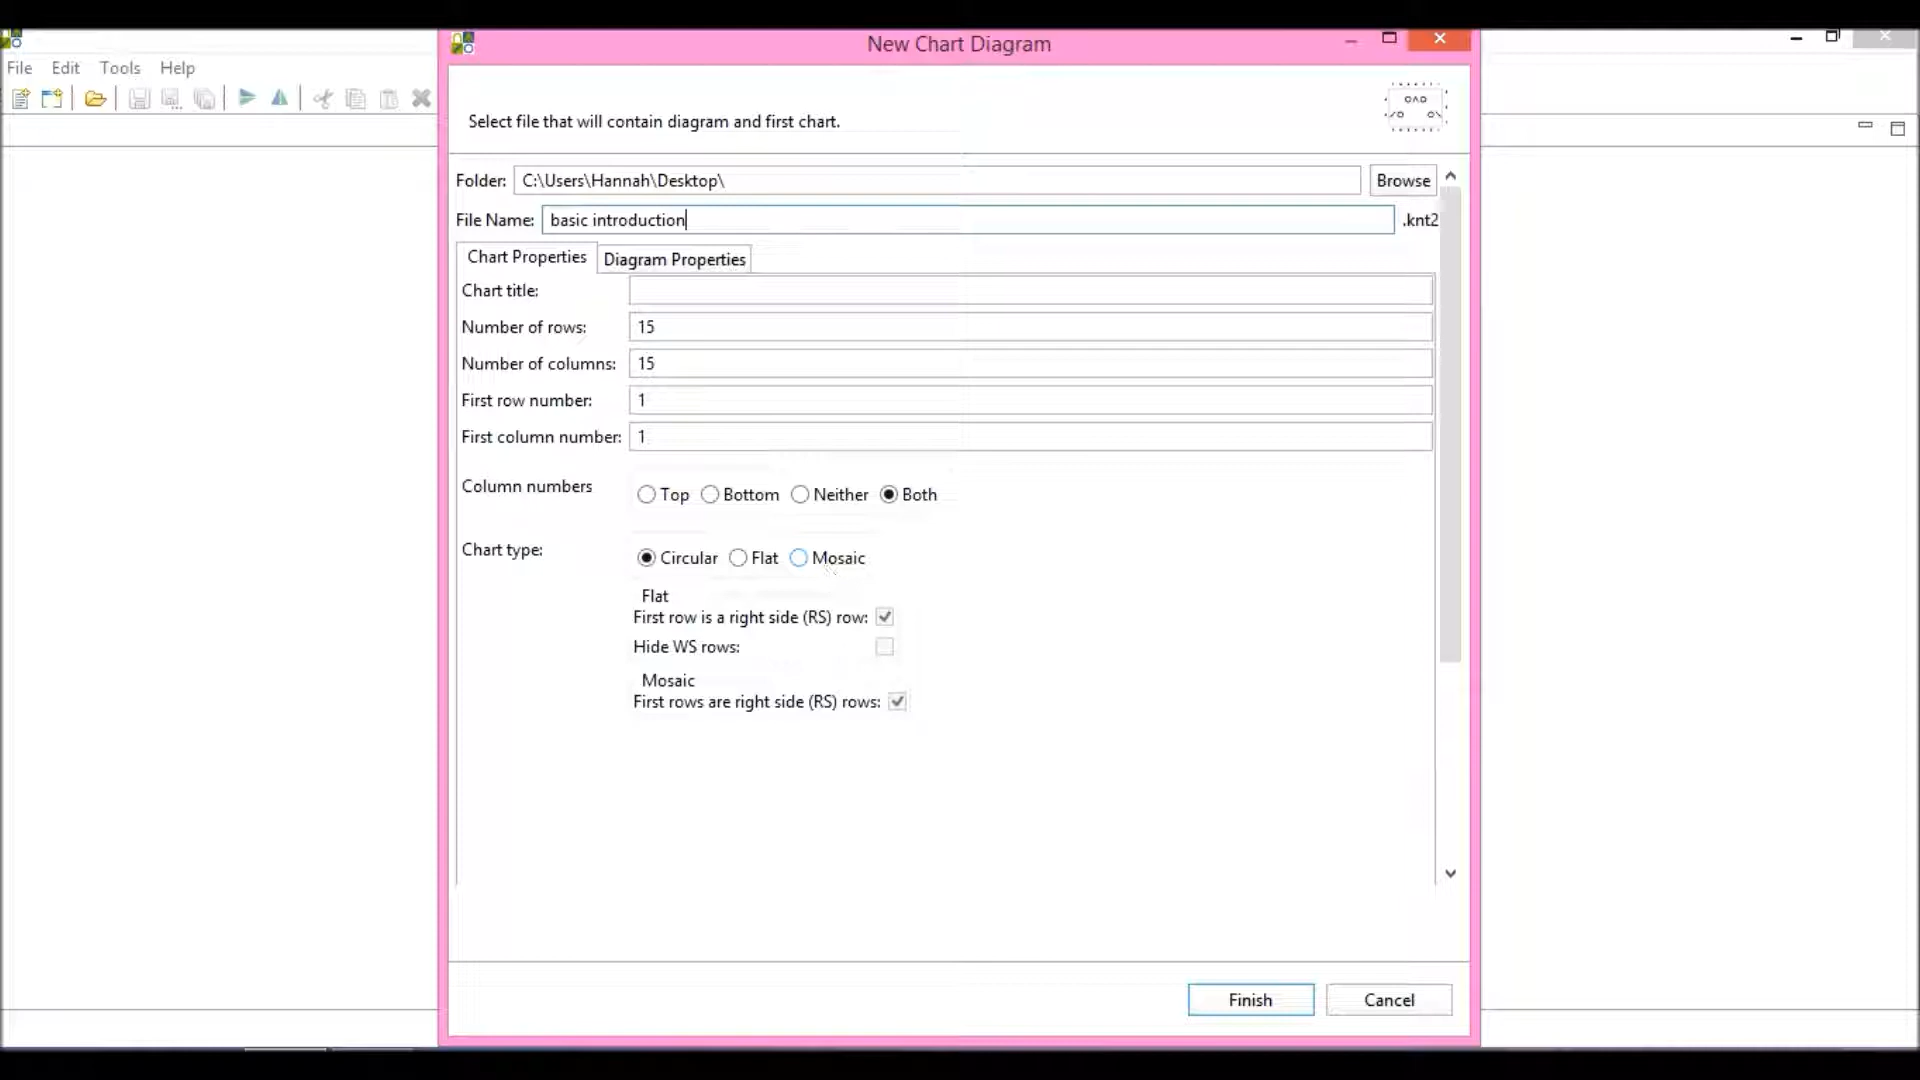 New Chart Diagram
File Edit Tools Help
Select file that will contain diagram and first chart.
Folder: C:\Users\Hannah\Desktop\ Browse
File Name: basic introduction .knt2
Chart Properties Diagram Properties
Chart title:
Number of rows: 15
Number of columns: 15
First row number: 1
First column number: 1
Column numbers Top Bottom Neither Both
Chart type: Circular Flat Mosaic
Flat
First row is a right side (RS) row:
Hide WS rows:
Mosaic
First rows are right side (RS) rows:
Finish Cancel